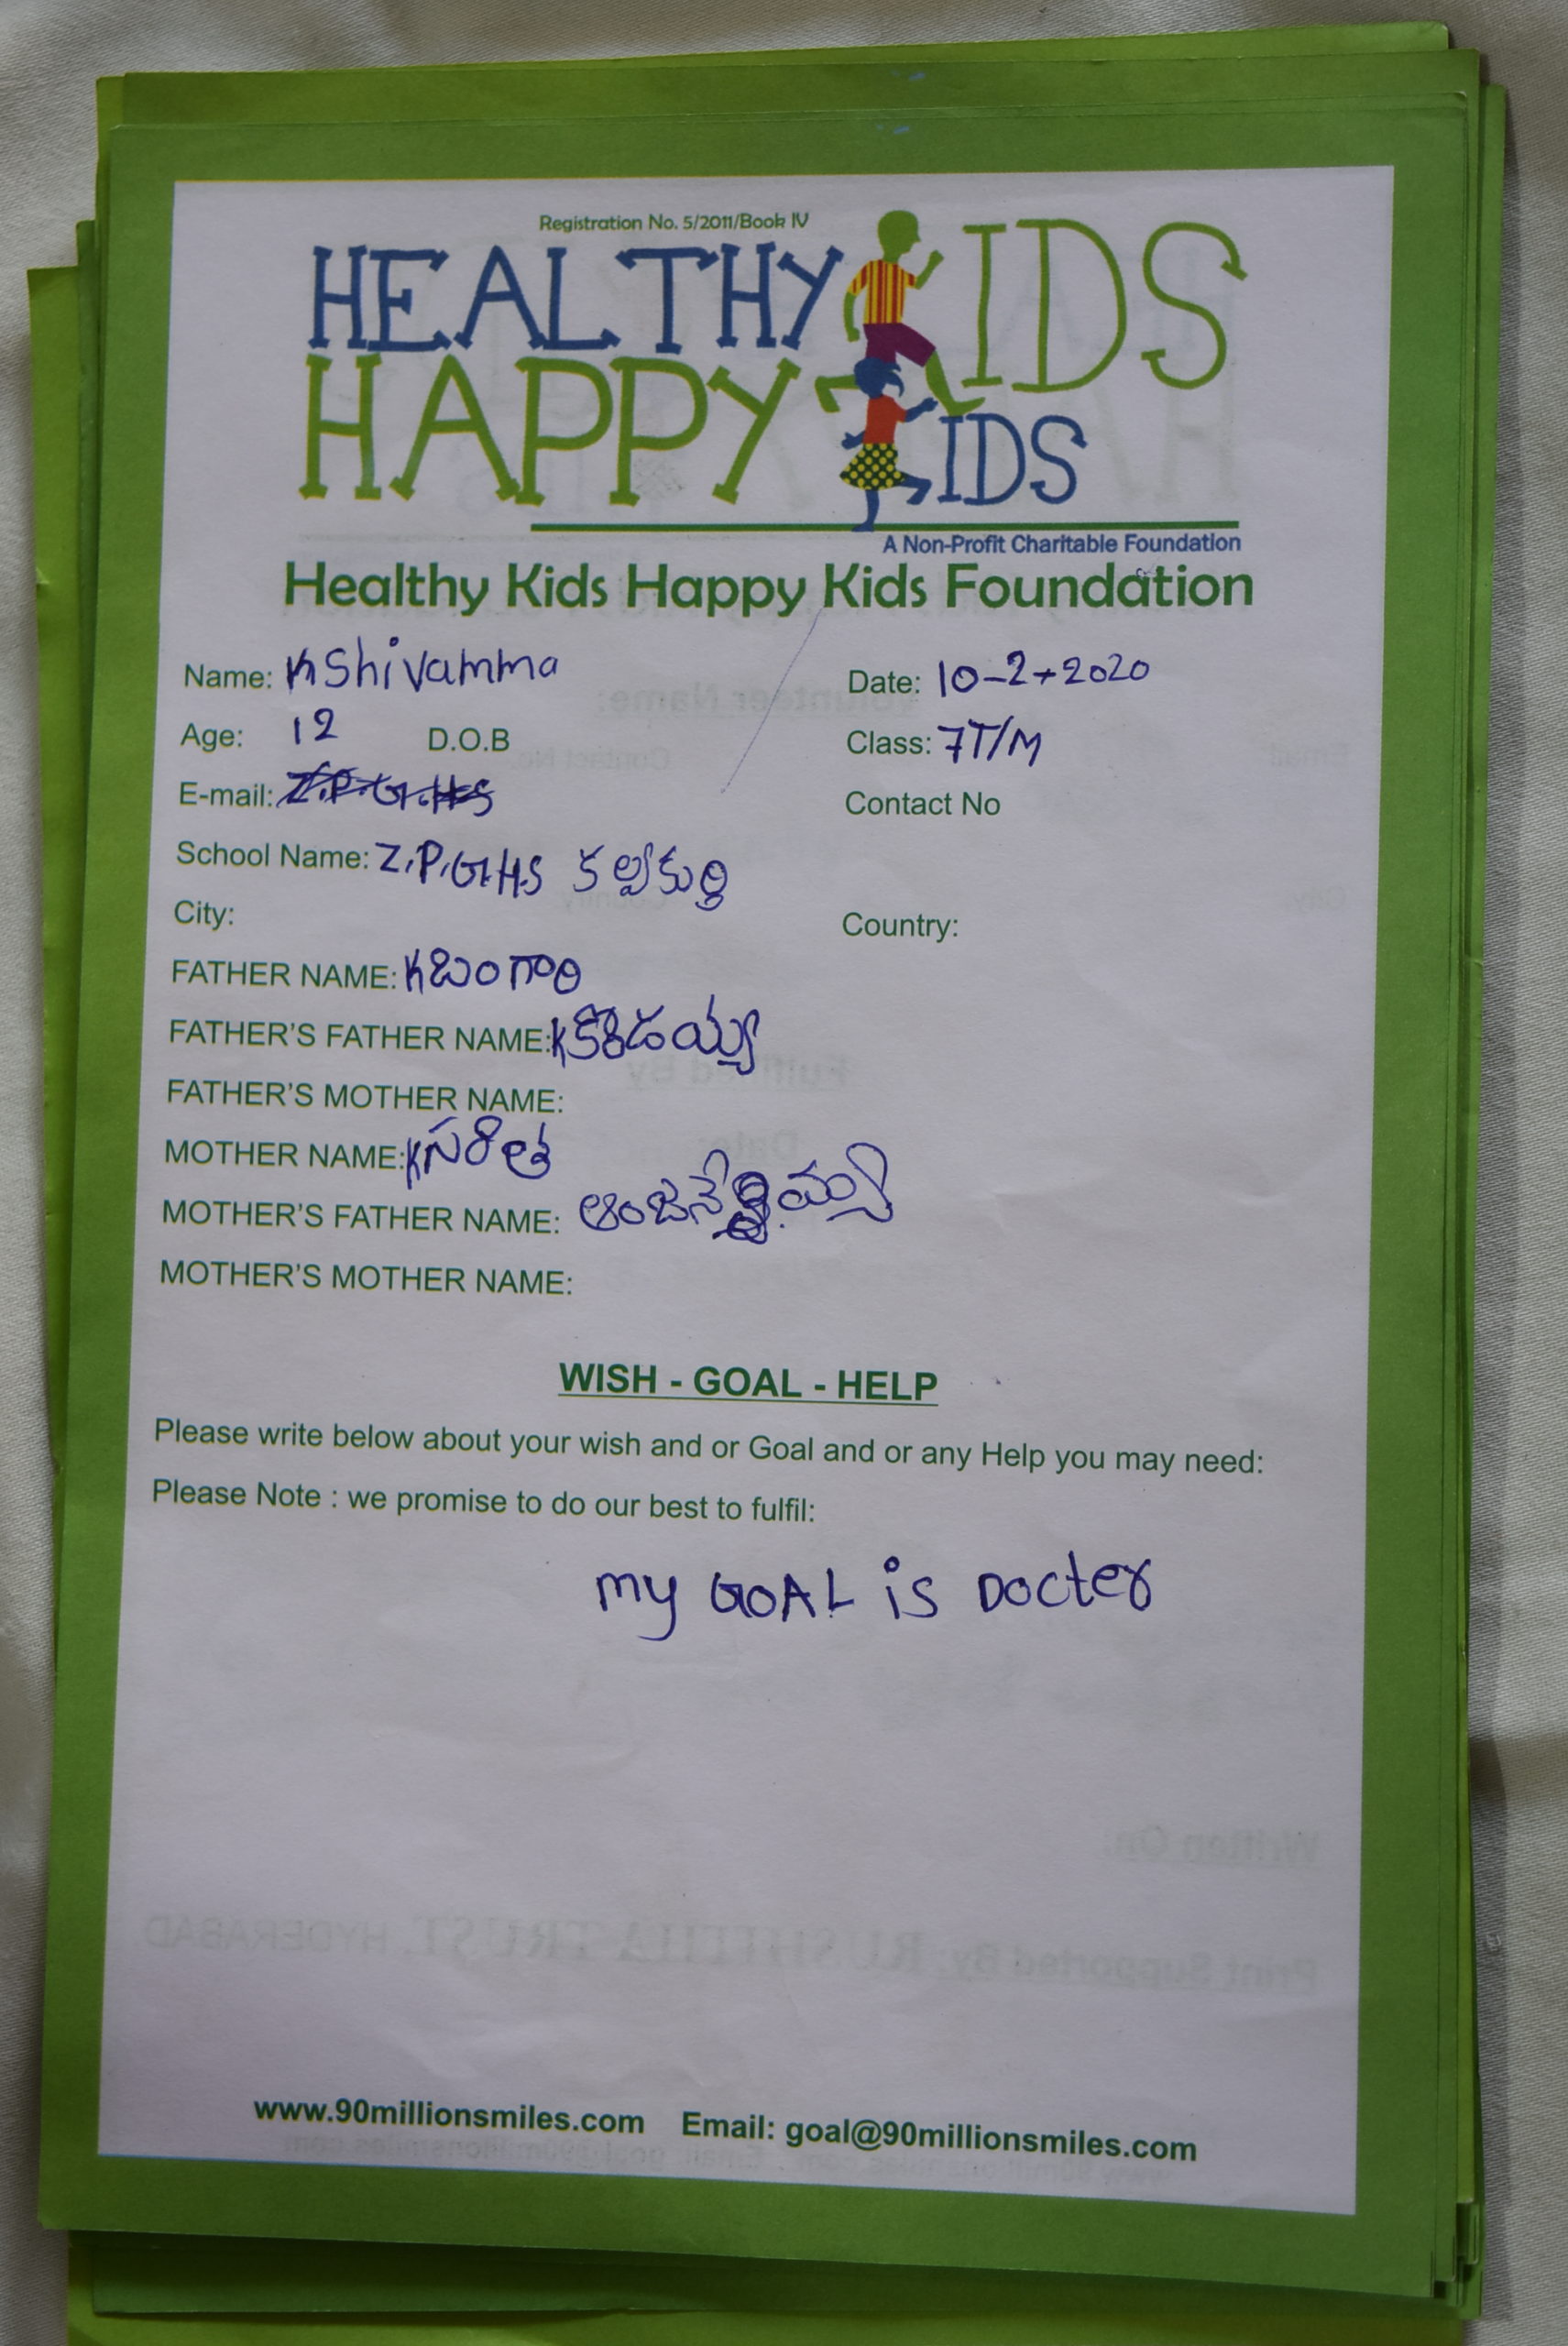 Registration No. 5/2011/Book IV
HEALTHY KIDS
HAPPY KIDS
A Non-Profit Charitable Foundation
Healthy Kids Happy Kids Foundation
Name: K Shivamma Date: 10-2-2020
Age: 12 D.O.B Class: 7T/M
E-mail: Z.P.G.H.S Contact No
School Name: Z.P.G.H.S కల్వకుర్తి
City: Country:
FATHER NAME: K బంగారి
FATHER'S FATHER NAME: K
FATHER'S MOTHER NAME:
MOTHER NAME: K సరిత
MOTHER'S FATHER NAME:
MOTHER'S MOTHER NAME:
WISH - GOAL - HELP
Please write below about your wish and or Goal and or any Help you may need:
Please Note : we promise to do our best to fulfil:
my GOAL is Docter
www.90millionsmiles.com Email: goal@90millionsmiles.com